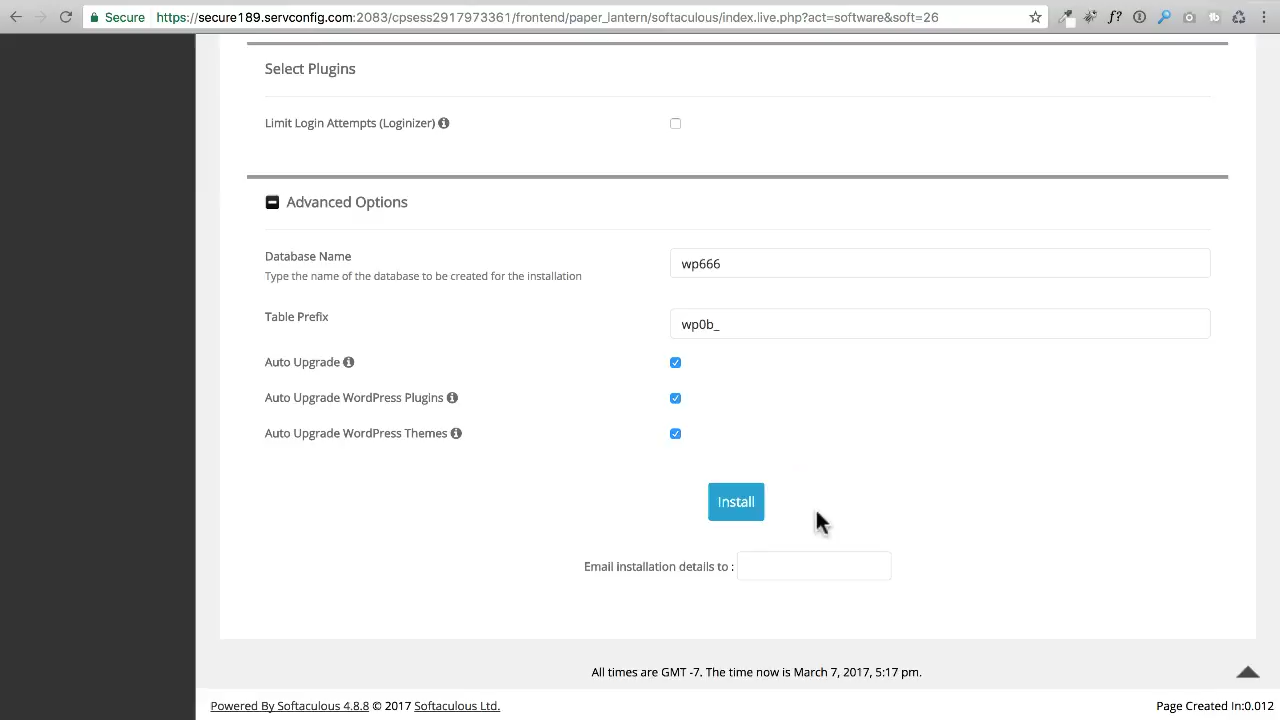 Secure https://secure189.servconfig.com:2083/cpsess2917973361/frontend/paper_lantern/softaculous/index.live.php?act=software&soft=26
Select Plugins
Limit Login Attempts (Loginizer)
Advanced Options
Database Name
wp666
Type the name of the database to be created for the installation
Table Prefix
wp0b_
Auto Upgrade
Auto Upgrade WordPress Plugins
Auto Upgrade WordPress Themes
Install
Email installation details to :
All times are GMT -7. The time now is March 7, 2017, 5:17 pm.
Powered By Softaculous 4.8.8 © 2017 Softaculous Ltd.
Page Created In:0.012